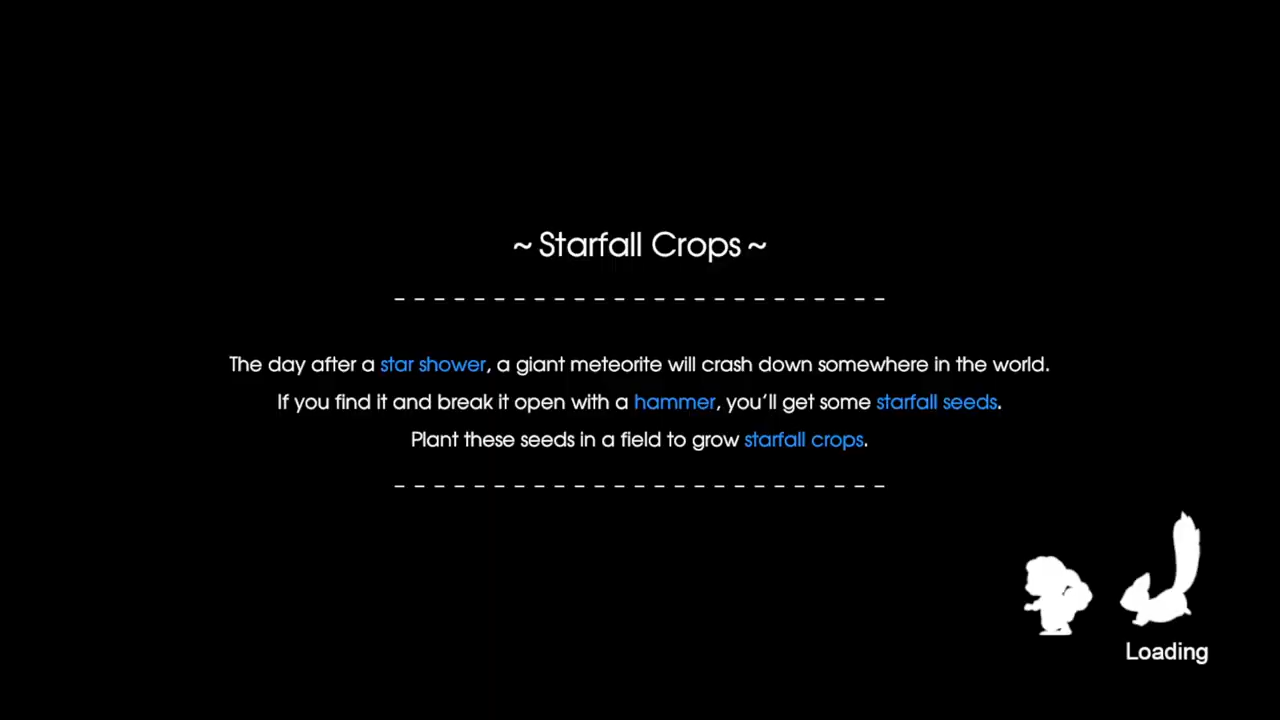 ~ Starfall Crops ~
The day after a star shower, a giant meteorite will crash down somewhere in the world.
If you find it and break it open with a hammer, you'll get some starfall seeds.
Plant these seeds in a field to grow starfall crops.
Loading